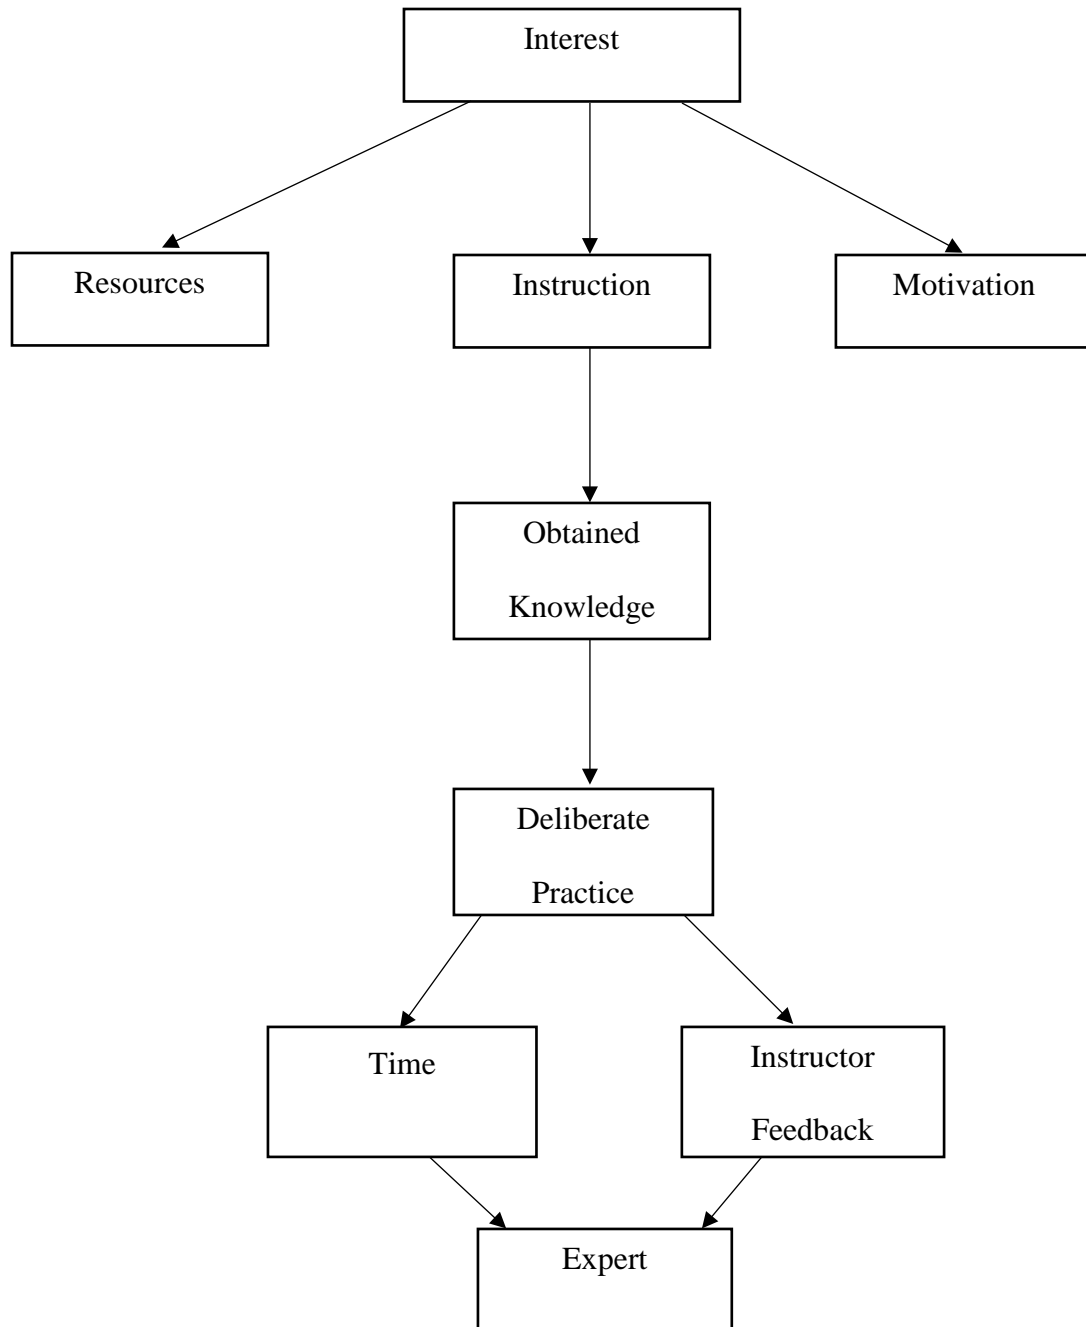 Interest
Resources
Instruction
Motivation
Obtained
Knowledge
Deliberate
Practice
Time
Instructor
Feedback
Expert